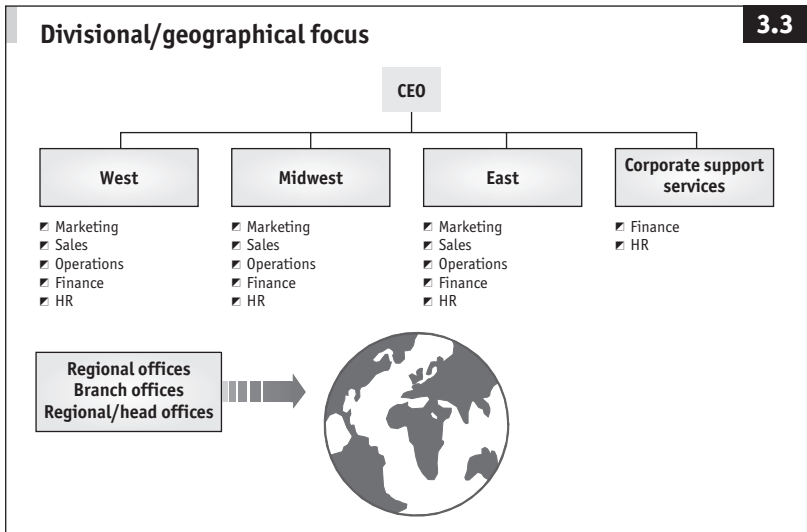 Divisional/geographical focus
3.3
CEO
West
Midwest
East
Corporate support
services
Marketing
Sales
Operations
Finance
HR
Marketing
Sales
Operations
Finance
HR
Marketing
Sales
Operations
Finance
HR
Finance
HR
Regional offices
Branch offices
Regional/head offices